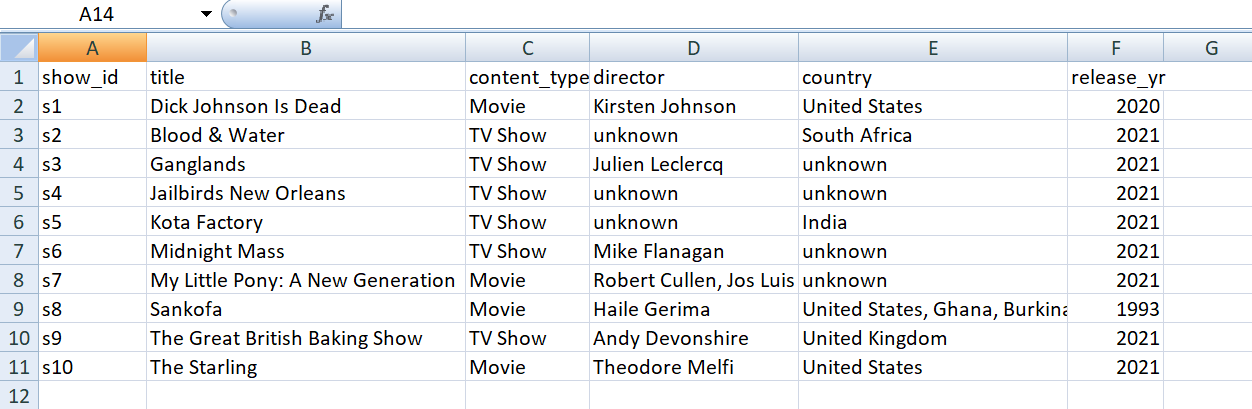 A14 fx
A B C D E F G
1 show_id title content_type director country release_yr
2 s1 Dick Johnson Is Dead Movie Kirsten Johnson United States 2020
3 s2 Blood & Water TV Show unknown South Africa 2021
4 s3 Ganglands TV Show Julien Leclercq unknown 2021
5 s4 Jailbirds New Orleans TV Show unknown unknown 2021
6 s5 Kota Factory TV Show unknown India 2021
7 s6 Midnight Mass TV Show Mike Flanagan unknown 2021
8 s7 My Little Pony: A New Generation Movie Robert Cullen, Jos Luis unknown 2021
9 s8 Sankofa Movie Haile Gerima United States, Ghana, Burkina 1993
10 s9 The Great British Baking Show TV Show Andy Devonshire United Kingdom 2021
11 s10 The Starling Movie Theodore Melfi United States 2021
12